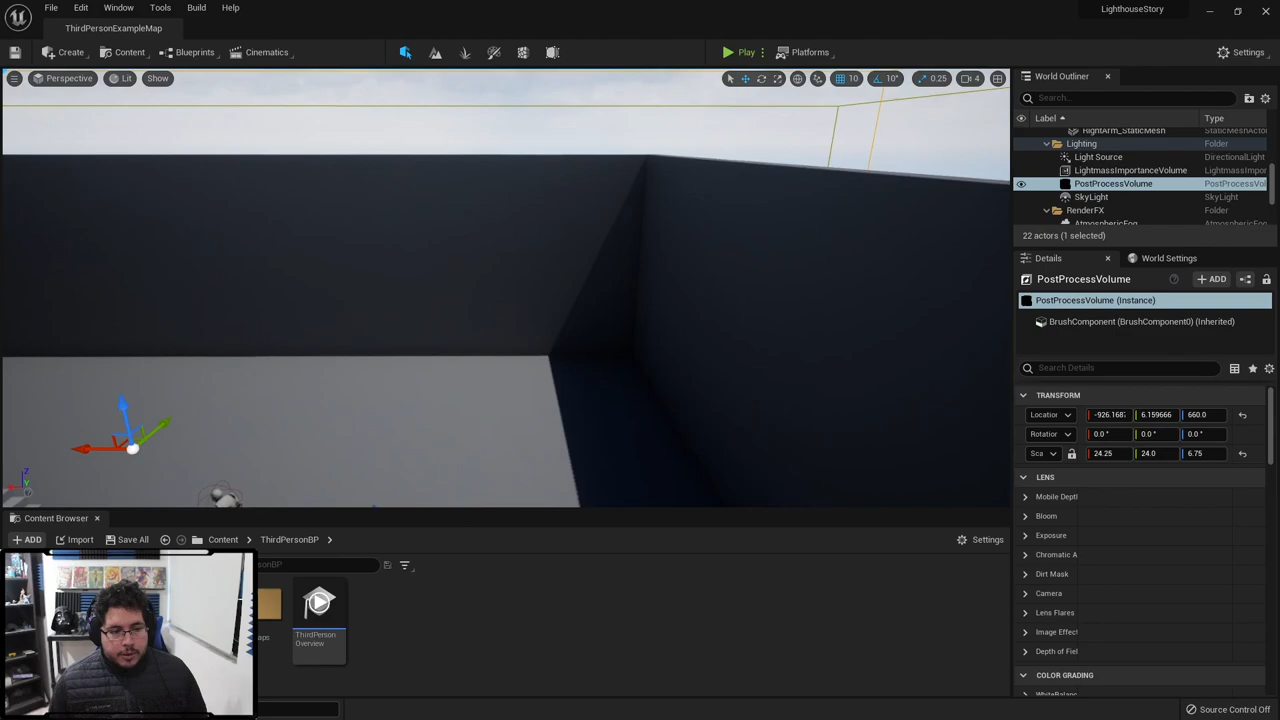 File Edit Window Tools Build Help
LighthouseStory
ThirdPersonExampleMap
Create Content Blueprints Cinematics Play Platforms Settings
Perspective Lit Show 10 10° 0.25 4
World Outliner
Search...
Label Type
RightArm_StaticMesh StaticMeshActor
Lighting Folder
Light Source DirectionalLight
LightmassImportanceVolume LightmassImpor
PostProcessVolume PostProcessVol
SkyLight SkyLight
RenderFX Folder
AtmosphericFog
22 actors (1 selected)
Details World Settings
PostProcessVolume ADD
PostProcessVolume (Instance)
BrushComponent (BrushComponent0) (Inherited)
Search Details
TRANSFORM
Location -926.168 6.159666 660.0
Rotation 0.0 ° 0.0 ° 0.0 °
Sca 24.25 24.0 6.75
LENS
Mobile Depth
Bloom
Exposure
Chromatic A
Dirt Mask
Camera
Lens Flares
Image Effect
Depth of Fiel
COLOR GRADING
Content Browser
ADD Import Save All Content ThirdPersonBP Settings
sonBP
aps
ThirdPerson
Overview
Source Control Off